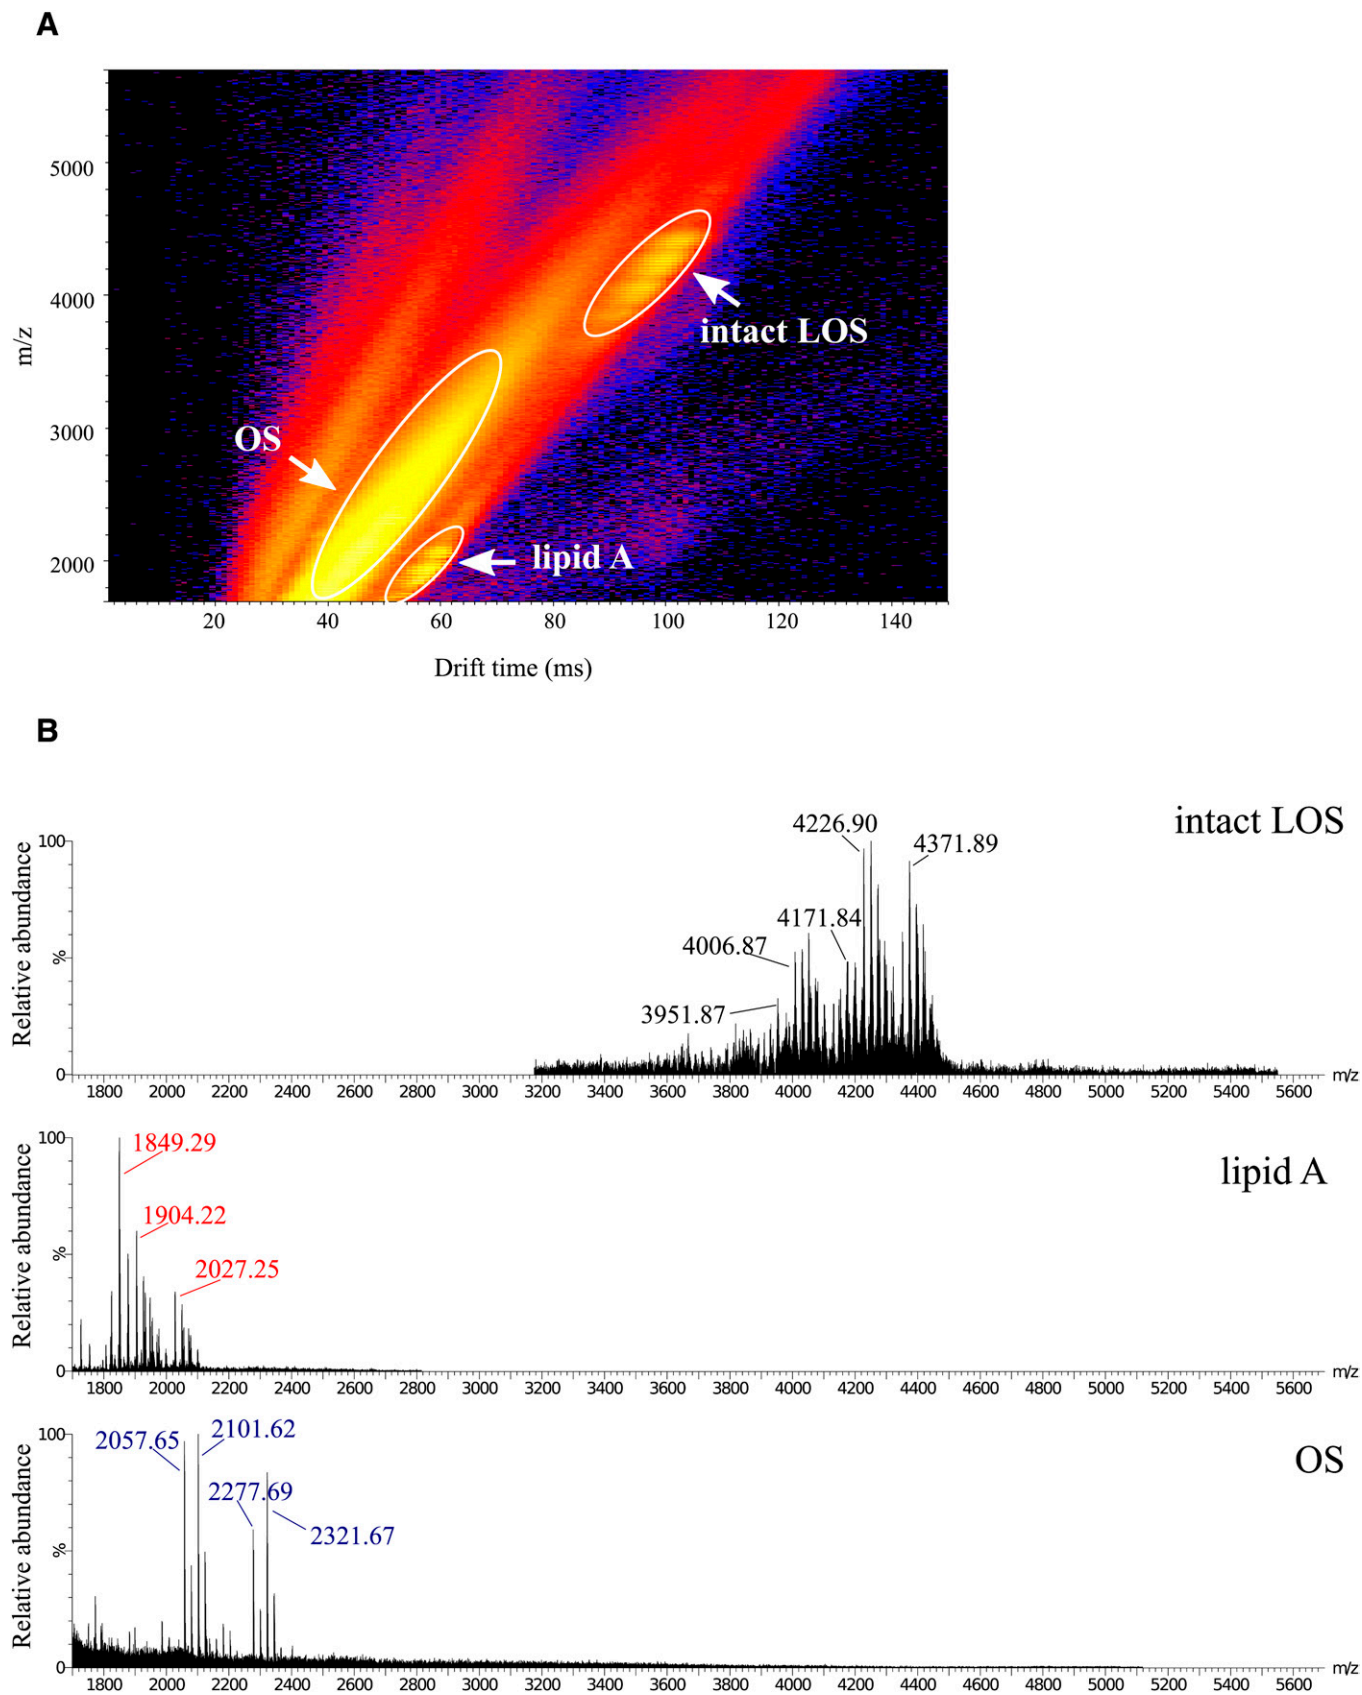 A
m/z
5000
4000
3000
2000
intact LOS
OS
lipid A
20 40 60 80 100 120 140
Drift time (ms)
B
intact LOS
Relative abundance
100
%
0
4226.90
4371.89
4171.84
4006.87
3951.87
1800 2000 2200 2400 2600 2800 3000 3200 3400 3600 3800 4000 4200 4400 4600 4800 5000 5200 5400 5600 m/z
lipid A
Relative abundance
100
%
0
1849.29
1904.22
2027.25
1800 2000 2200 2400 2600 2800 3000 3200 3400 3600 3800 4000 4200 4400 4600 4800 5000 5200 5400 5600 m/z
OS
Relative abundance
100
%
0
2057.65
2101.62
2277.69
2321.67
1800 2000 2200 2400 2600 2800 3000 3200 3400 3600 3800 4000 4200 4400 4600 4800 5000 5200 5400 5600 m/z